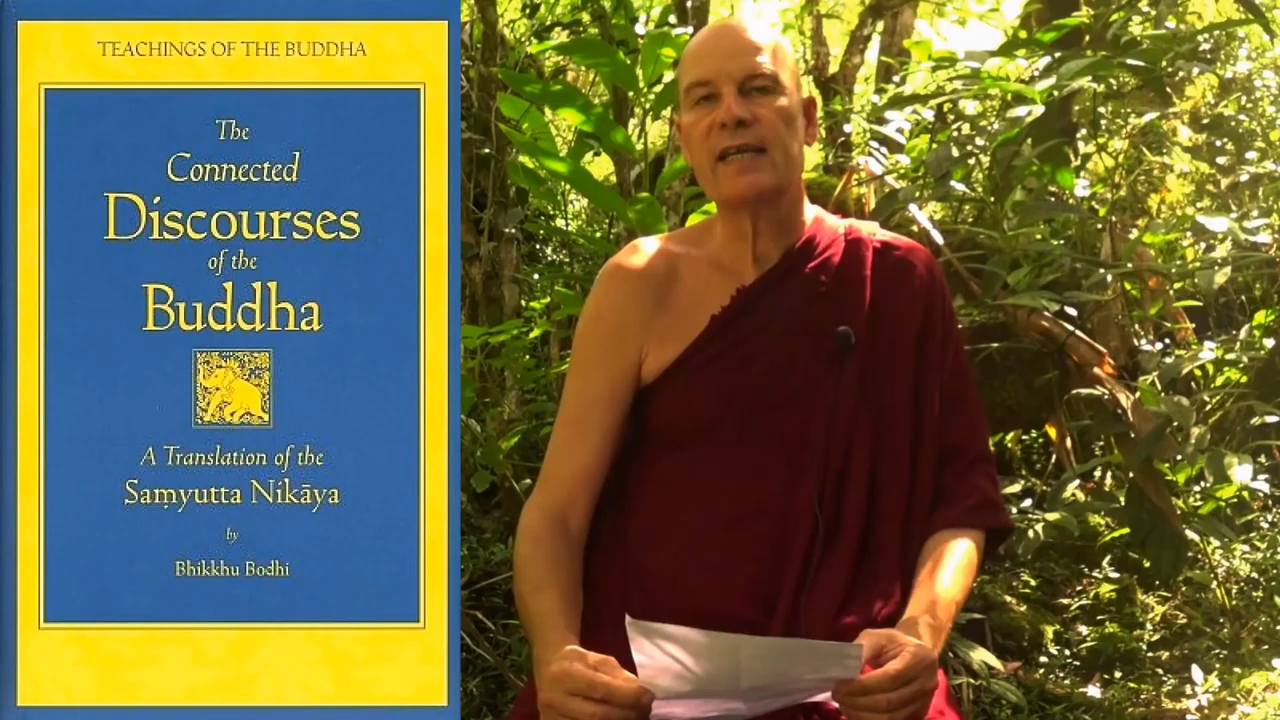 TEACHINGS OF THE BUDDHA
The
Connected
Discourses
of the
Buddha
A Translation of the
Saṃyutta Nikāya
by
Bhikkhu Bodhi